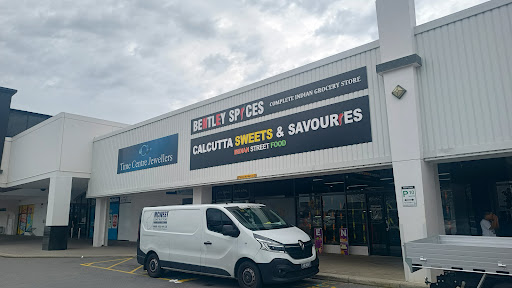 BENTLEY SPICES
COMPLETE INDIAN GROCERY STORE
CALCUTTA SWEETS & SAVOURIES
INDIAN STREET FOOD
Time Centre Jewellers
P